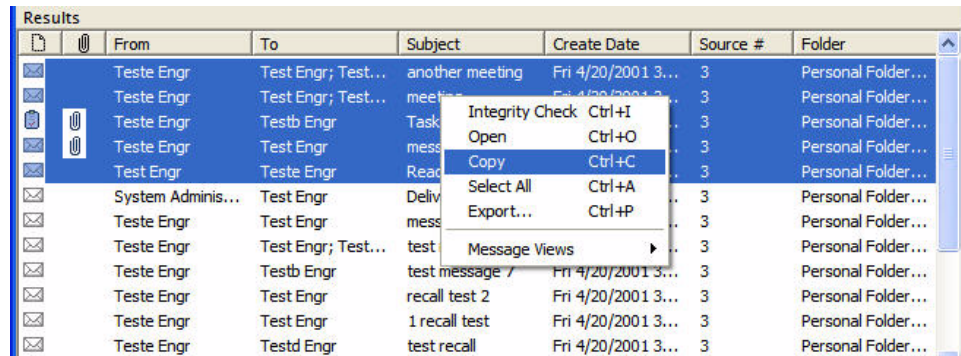 Results
From To Subject Create Date Source # Folder
Teste Engr Test Engr; Test... another meeting Fri 4/20/2001 3... 3 Personal Folder...
Teste Engr Test Engr; Test... meeting 3 Personal Folder...
Integrity Check Ctrl+I
Teste Engr Testb Engr Task 3 Personal Folder...
Open Ctrl+O
Teste Engr Test Engr mess 3 Personal Folder...
Copy Ctrl+C
Test Engr Teste Engr Read 3 Personal Folder...
Select All Ctrl+A
System Adminis... Test Engr Deliv 3 Personal Folder...
Export... Ctrl+P
Teste Engr Test Engr mess 3 Personal Folder...
Message Views
Teste Engr Test Engr; Test... test 3 Personal Folder...
Teste Engr Testb Engr test message 7 Fri 4/20/2001 3... 3 Personal Folder...
Teste Engr Test Engr recall test 2 Fri 4/20/2001 3... 3 Personal Folder...
Teste Engr Test Engr 1 recall test Fri 4/20/2001 3... 3 Personal Folder...
Teste Engr Testd Engr test recall Fri 4/20/2001 3... 3 Personal Folder...